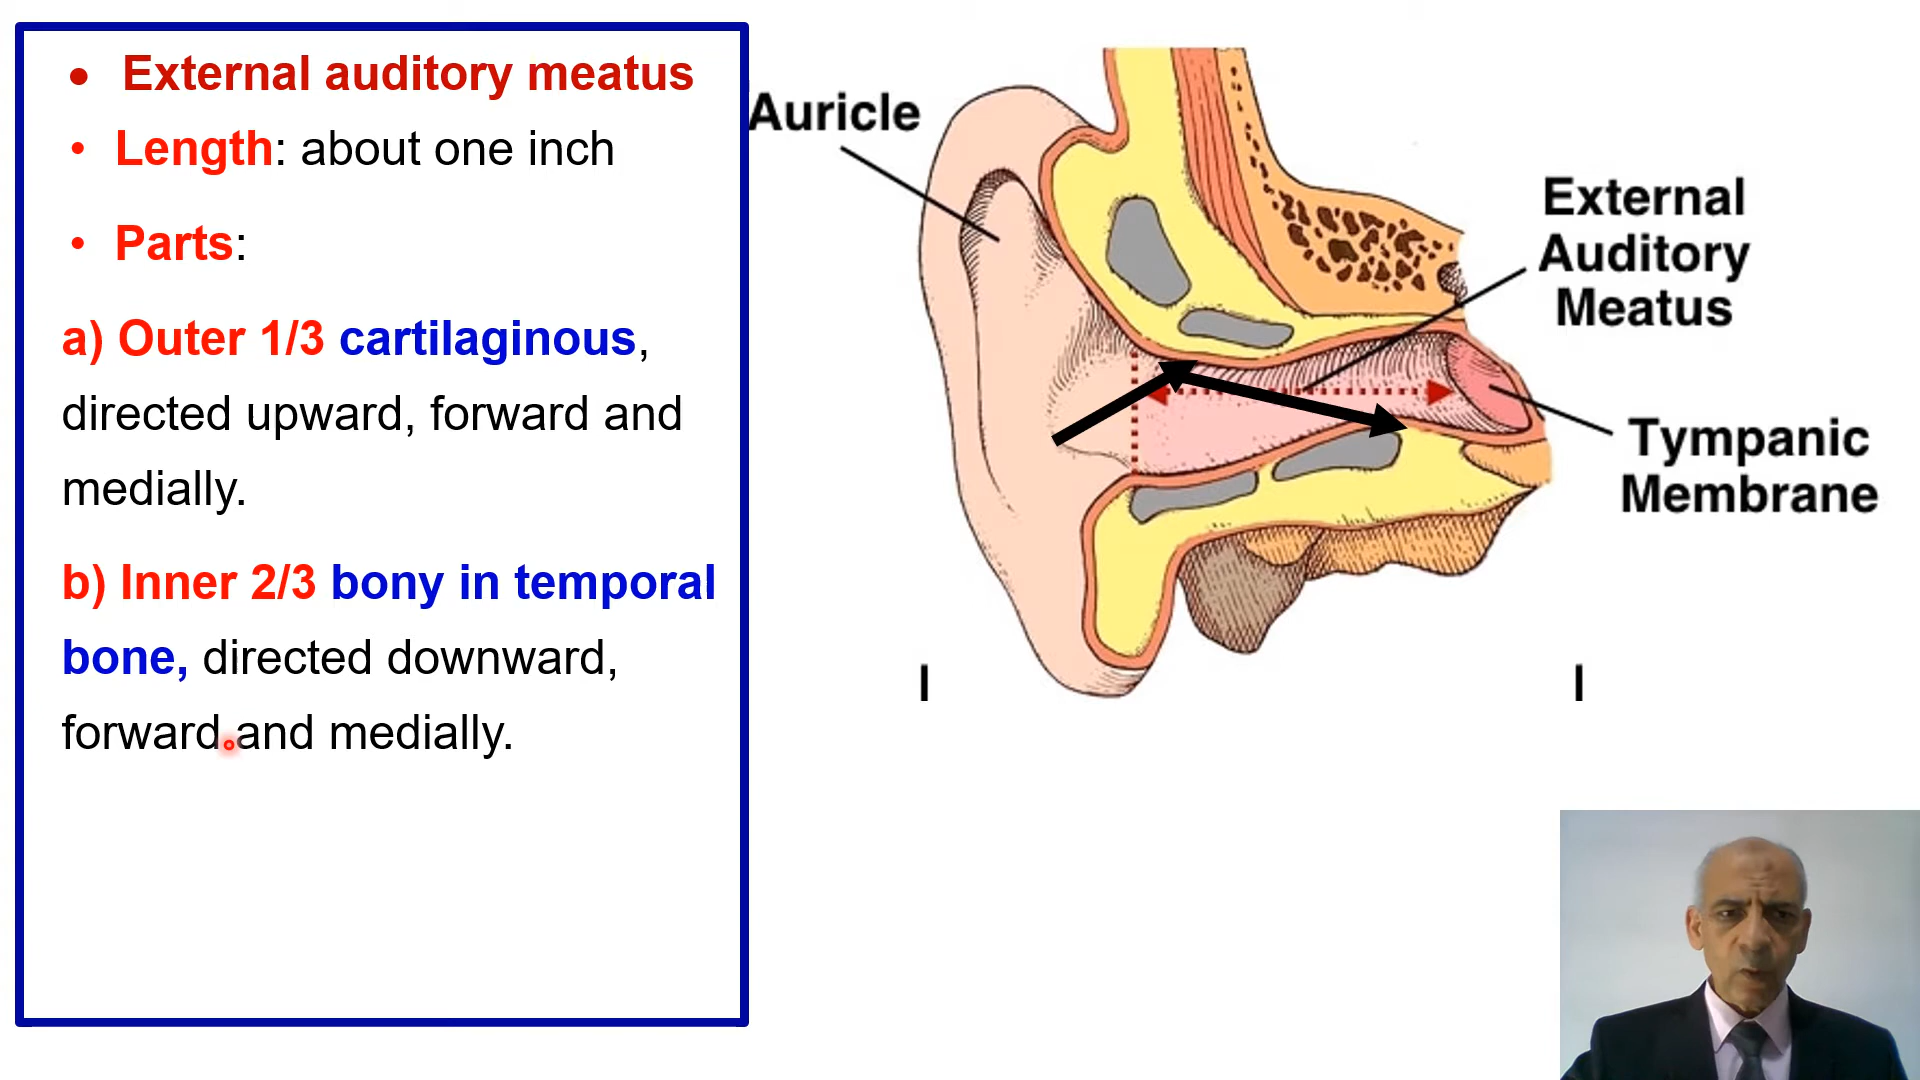 • External auditory meatus
• Length: about one inch
• Parts:
a) Outer 1/3 cartilaginous,
directed upward, forward and
medially.
b) Inner 2/3 bony in temporal
bone, directed downward,
forward and medially.
Auricle
External
Auditory
Meatus
Tympanic
Membrane